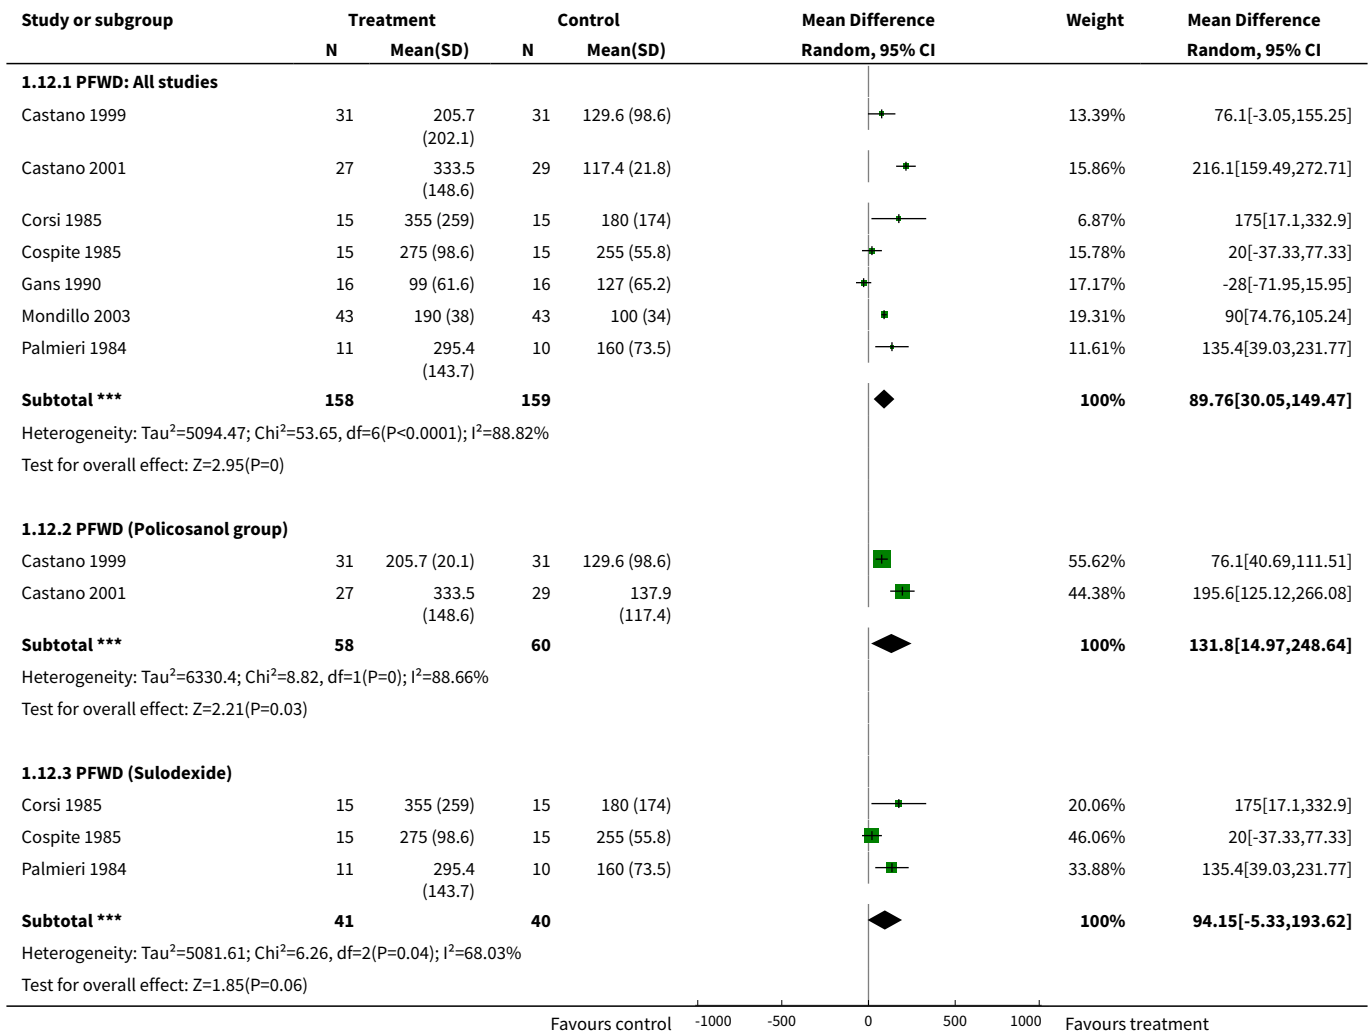 Study or subgroup Treatment Control Mean Difference Weight Mean Difference
N Mean(SD) N Mean(SD) Random, 95% CI Random, 95% CI
1.12.1 PFWD: All studies
Castano 1999 31 205.7 31 129.6 (98.6) 13.39% 76.1[-3.05,155.25]
(202.1)
Castano 2001 27 333.5 29 117.4 (21.8) 15.86% 216.1[159.49,272.71]
(148.6)
Corsi 1985 15 355 (259) 15 180 (174) 6.87% 175[17.1,332.9]
Cospite 1985 15 275 (98.6) 15 255 (55.8) 15.78% 20[-37.33,77.33]
Gans 1990 16 99 (61.6) 16 127 (65.2) 17.17% -28[-71.95,15.95]
Mondillo 2003 43 190 (38) 43 100 (34) 19.31% 90[74.76,105.24]
Palmieri 1984 11 295.4 10 160 (73.5) 11.61% 135.4[39.03,231.77]
(143.7)
Subtotal *** 158 159 100% 89.76[30.05,149.47]
Heterogeneity: Tau²=5094.47; Chi²=53.65, df=6(P<0.0001); I²=88.82%
Test for overall effect: Z=2.95(P=0)
1.12.2 PFWD (Policosanol group)
Castano 1999 31 205.7 (20.1) 31 129.6 (98.6) 55.62% 76.1[40.69,111.51]
Castano 2001 27 333.5 29 137.9 44.38% 195.6[125.12,266.08]
(148.6) (117.4)
Subtotal *** 58 60 100% 131.8[14.97,248.64]
Heterogeneity: Tau²=6330.4; Chi²=8.82, df=1(P=0); I²=88.66%
Test for overall effect: Z=2.21(P=0.03)
1.12.3 PFWD (Sulodexide)
Corsi 1985 15 355 (259) 15 180 (174) 20.06% 175[17.1,332.9]
Cospite 1985 15 275 (98.6) 15 255 (55.8) 46.06% 20[-37.33,77.33]
Palmieri 1984 11 295.4 10 160 (73.5) 33.88% 135.4[39.03,231.77]
(143.7)
Subtotal *** 41 40 100% 94.15[-5.33,193.62]
Heterogeneity: Tau²=5081.61; Chi²=6.26, df=2(P=0.04); I²=68.03%
Test for overall effect: Z=1.85(P=0.06)
Favours control -1000 -500 0 500 1000 Favours treatment